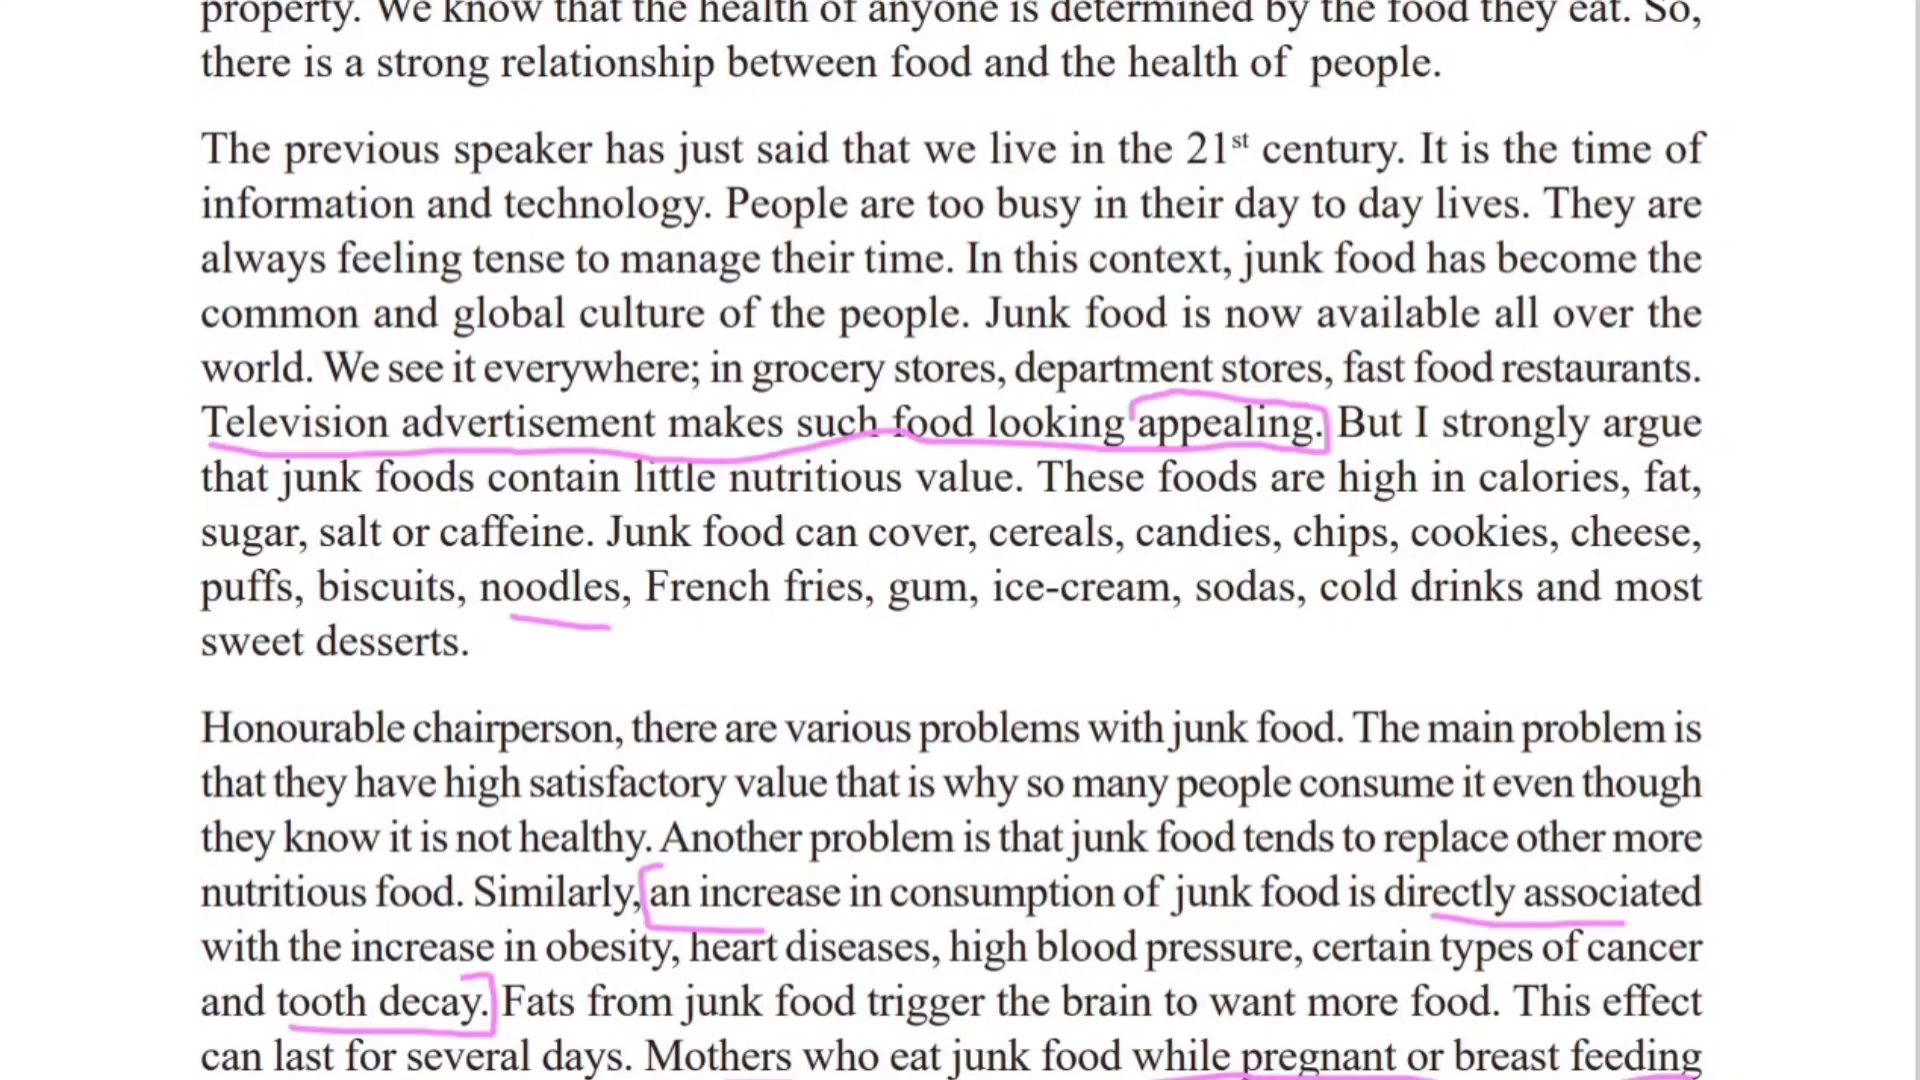 property. We know that the health of anyone is determined by the food they eat. So,
there is a strong relationship between food and the health of people.
The previous speaker has just said that we live in the 21st century. It is the time of
information and technology. People are too busy in their day to day lives. They are
always feeling tense to manage their time. In this context, junk food has become the
common and global culture of the people. Junk food is now available all over the
world. We see it everywhere; in grocery stores, department stores, fast food restaurants.
Television advertisement makes such food looking appealing. But I strongly argue
that junk foods contain little nutritious value. These foods are high in calories, fat,
sugar, salt or caffeine. Junk food can cover, cereals, candies, chips, cookies, cheese,
puffs, biscuits, noodles, French fries, gum, ice-cream, sodas, cold drinks and most
sweet desserts.
Honourable chairperson, there are various problems with junk food. The main problem is
that they have high satisfactory value that is why so many people consume it even though
they know it is not healthy. Another problem is that junk food tends to replace other more
nutritious food. Similarly, an increase in consumption of junk food is directly associated
with the increase in obesity, heart diseases, high blood pressure, certain types of cancer
and tooth decay. Fats from junk food trigger the brain to want more food. This effect
can last for several days. Mothers who eat junk food while pregnant or breast feeding